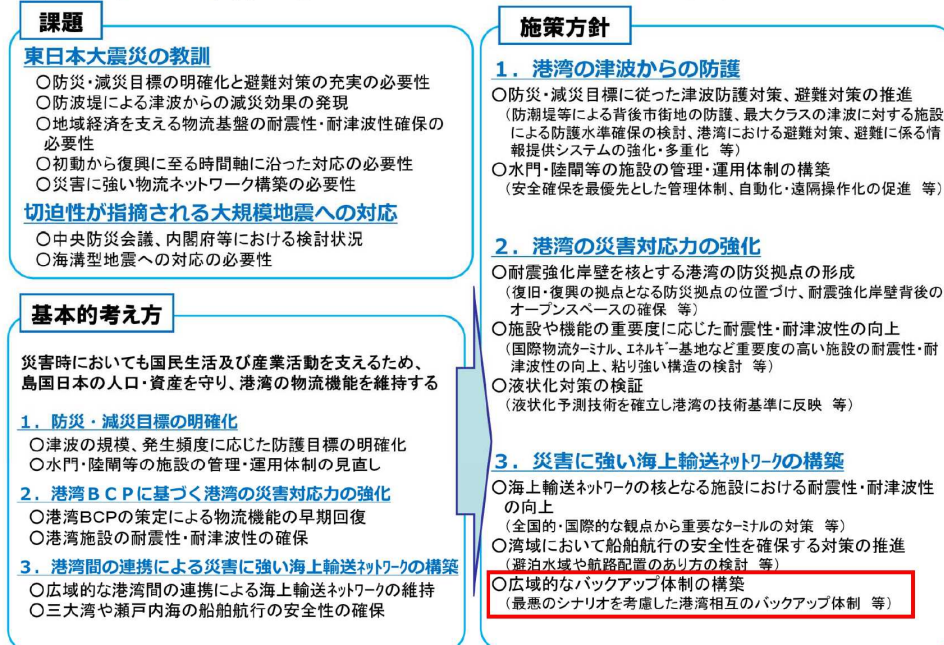 課題
東日本大震災の教訓
○防災・減災目標の明確化と避難対策の充実の必要性
○防波堤による津波からの減災効果の発現
○地域経済を支える物流基盤の耐震性・耐津波性確保の
必要性
○初動から復興に至る時間軸に沿った対応の必要性
○災害に強い物流ネットワーク構築の必要性
切迫性が指摘される大規模地震への対応
○中央防災会議、内閣府等における検討状況
○海溝型地震への対応の必要性
基本的考え方
災害時においても国民生活及び産業活動を支えるため、
島国日本の人口・資産を守り、港湾の物流機能を維持する
1．防災・減災目標の明確化
○津波の規模、発生頻度に応じた防護目標の明確化
○水門・陸閘等の施設の管理・運用体制の見直し
2．港湾ＢＣＰに基づく港湾の災害対応力の強化
○港湾BCPの策定による物流機能の早期回復
○港湾施設の耐震性・耐津波性の確保
3．港湾間の連携による災害に強い海上輸送ﾈｯﾄﾜｰｸの構築
○広域的な港湾間の連携による海上輸送ﾈｯﾄﾜｰｸの維持
○三大湾や瀬戸内海の船舶航行の安全性の確保
施策方針
1．港湾の津波からの防護
○防災・減災目標に従った津波防護対策、避難対策の推進
（防潮堤等による背後市街地の防護、最大クラスの津波に対する施設
による防護水準確保の検討、港湾における避難対策、避難に係る情
報提供システムの強化・多重化　等）
○水門・陸閘等の施設の管理・運用体制の構築
（安全確保を最優先とした管理体制、自動化・遠隔操作化の促進　等）
2．港湾の災害対応力の強化
○耐震強化岸壁を核とする港湾の防災拠点の形成
（復旧・復興の拠点となる防災拠点の位置づけ、耐震強化岸壁背後の
オープンスペースの確保　等）
○施設や機能の重要度に応じた耐震性・耐津波性の向上
（国際物流ﾀｰﾐﾅﾙ、ｴﾈﾙｷﾞｰ基地など重要度の高い施設の耐震性・耐
津波性の向上、粘り強い構造の検討　等）
○液状化対策の検証
（液状化予測技術を確立し港湾の技術基準に反映　等）
3．災害に強い海上輸送ﾈｯﾄﾜｰｸの構築
○海上輸送ﾈｯﾄﾜｰｸの核となる施設における耐震性・耐津波性
の向上
（全国的・国際的な観点から重要なﾀｰﾐﾅﾙの対策　等）
○湾域において船舶航行の安全性を確保する対策の推進
（避泊水域や航路配置のあり方の検討　等）
○広域的なバックアップ体制の構築
（最悪のシナリオを考慮した港湾相互のバックアップ体制　等）